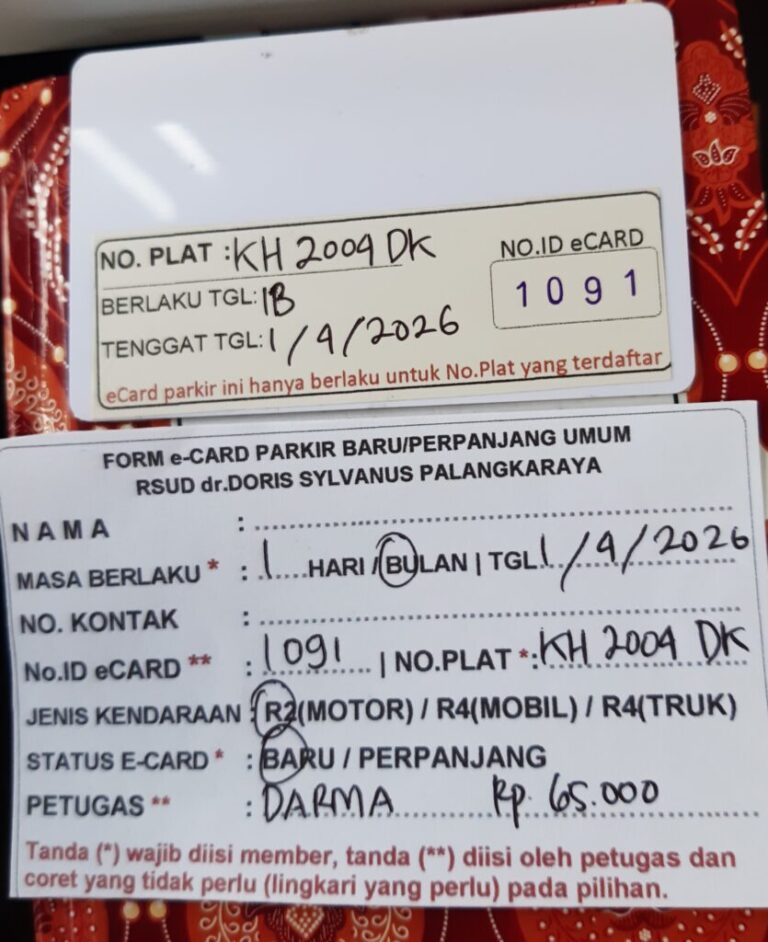 NO. PLAT : KH 2009 DK
NO.ID eCARD
BERLAKU TGL: 1B
1091
TENGGAT TGL: 1/9/2026
eCard parkir ini hanya berlaku untuk No.Plat yang terdaftar
FORM e-CARD PARKIR BARU/PERPANJANG UMUM
RSUD dr.DORIS SYLVANUS PALANGKARAYA
NAMA :
MASA BERLAKU * : 1 HARI / BULAN | TGL 1/9/2026
NO. KONTAK :
No.ID eCARD ** : 1091 | NO.PLAT *: KH 2009 DK
JENIS KENDARAAN : R2(MOTOR) / R4(MOBIL) / R4(TRUK)
STATUS E-CARD * : BARU / PERPANJANG
PETUGAS ** : DARMA Rp. 65.000
Tanda (*) wajib diisi member, tanda (**) diisi oleh petugas dan
coret yang tidak perlu (lingkari yang perlu) pada pilihan.